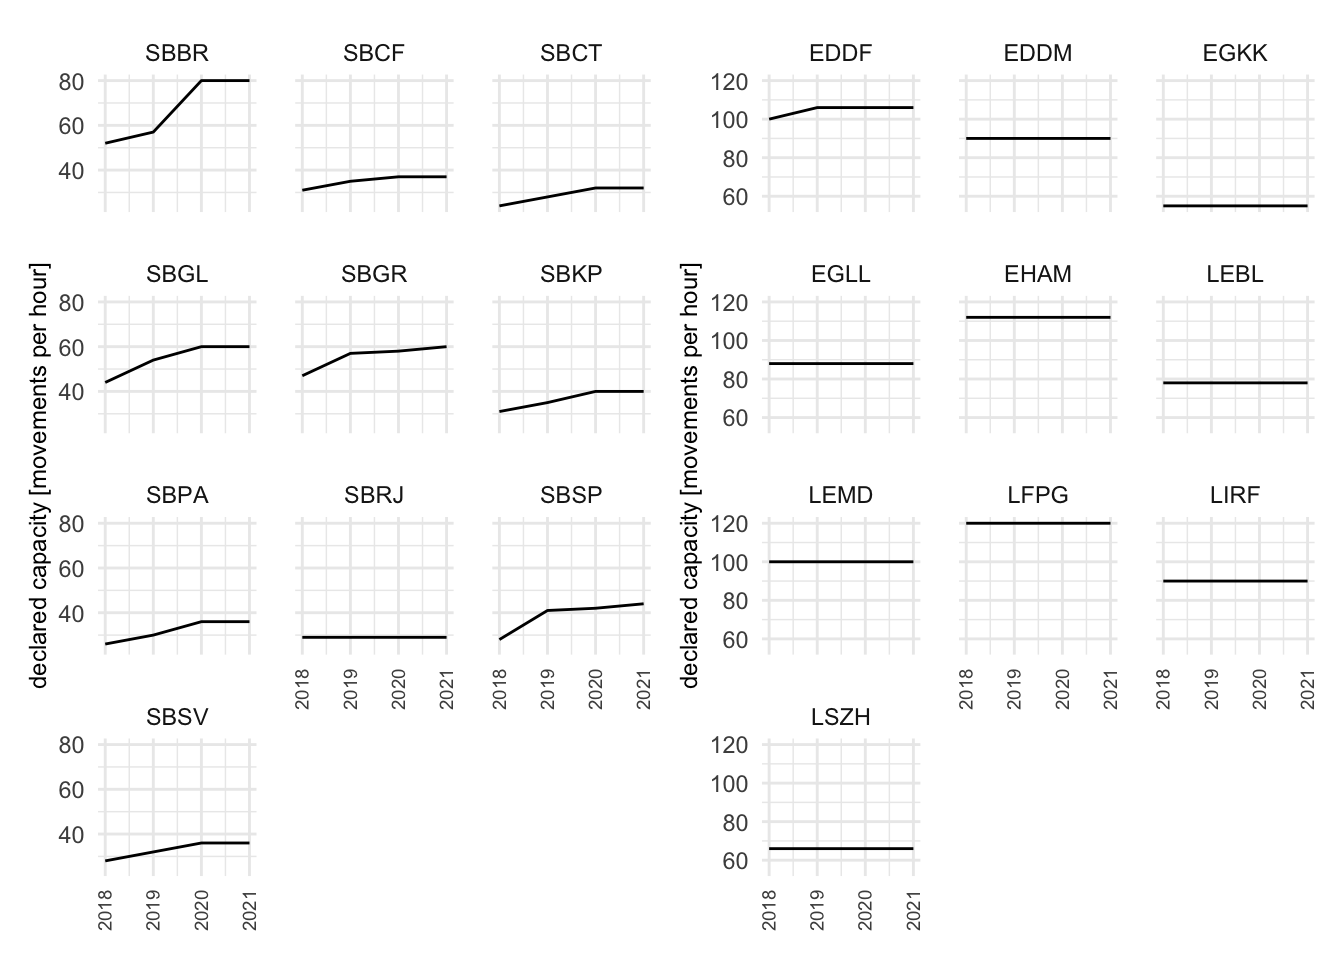 SBBR SBCF SBCT EDDF EDDM EGKK
80 120
60 100
40 80
60
SBGL SBGR SBKP EGLL EHAM LEBL
80 120
60 100
40 80
60
declared capacity [movements per hour]
declared capacity [movements per hour]
SBPA SBRJ SBSP LEMD LFPG LIRF
80 120
60 100
40 80
60
2018 2019 2020 2021 2018 2019 2020 2021 2018 2019 2020 2021 2018 2019 2020 2021
SBSV LSZH
80 120
60 100
40 80
60
2018 2019 2020 2021 2018 2019 2020 2021